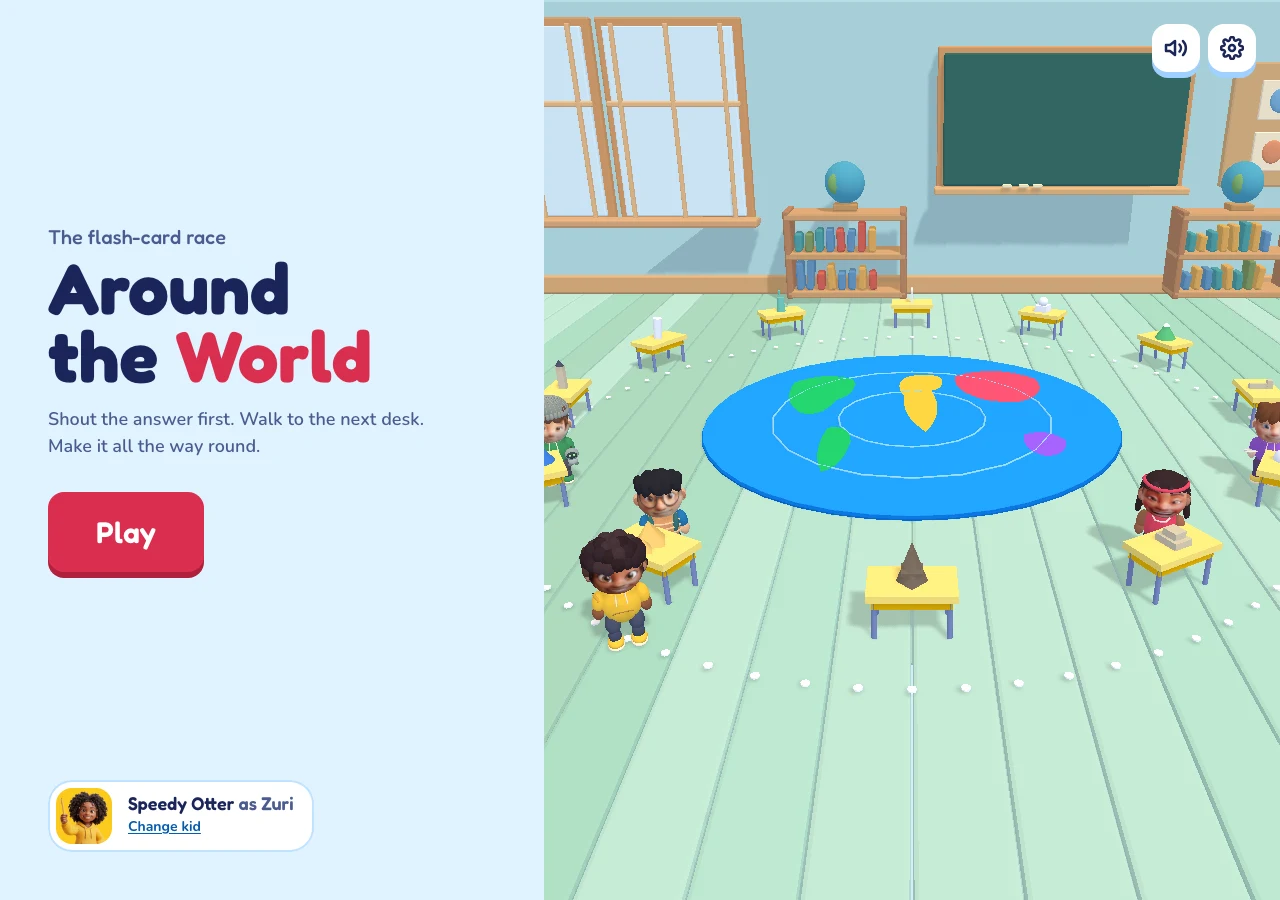 The flash-card race
Around
the World
Shout the answer first. Walk to the next desk.
Make it all the way round.
Play
Speedy Otter as Zuri
Change kid